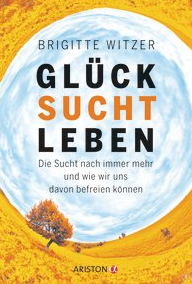 BRIGITTE WITZER
GLÜCK
SUCHT
LEBEN
Die Sucht nach immer mehr
und wie wir uns
davon befreien können
ARISTON